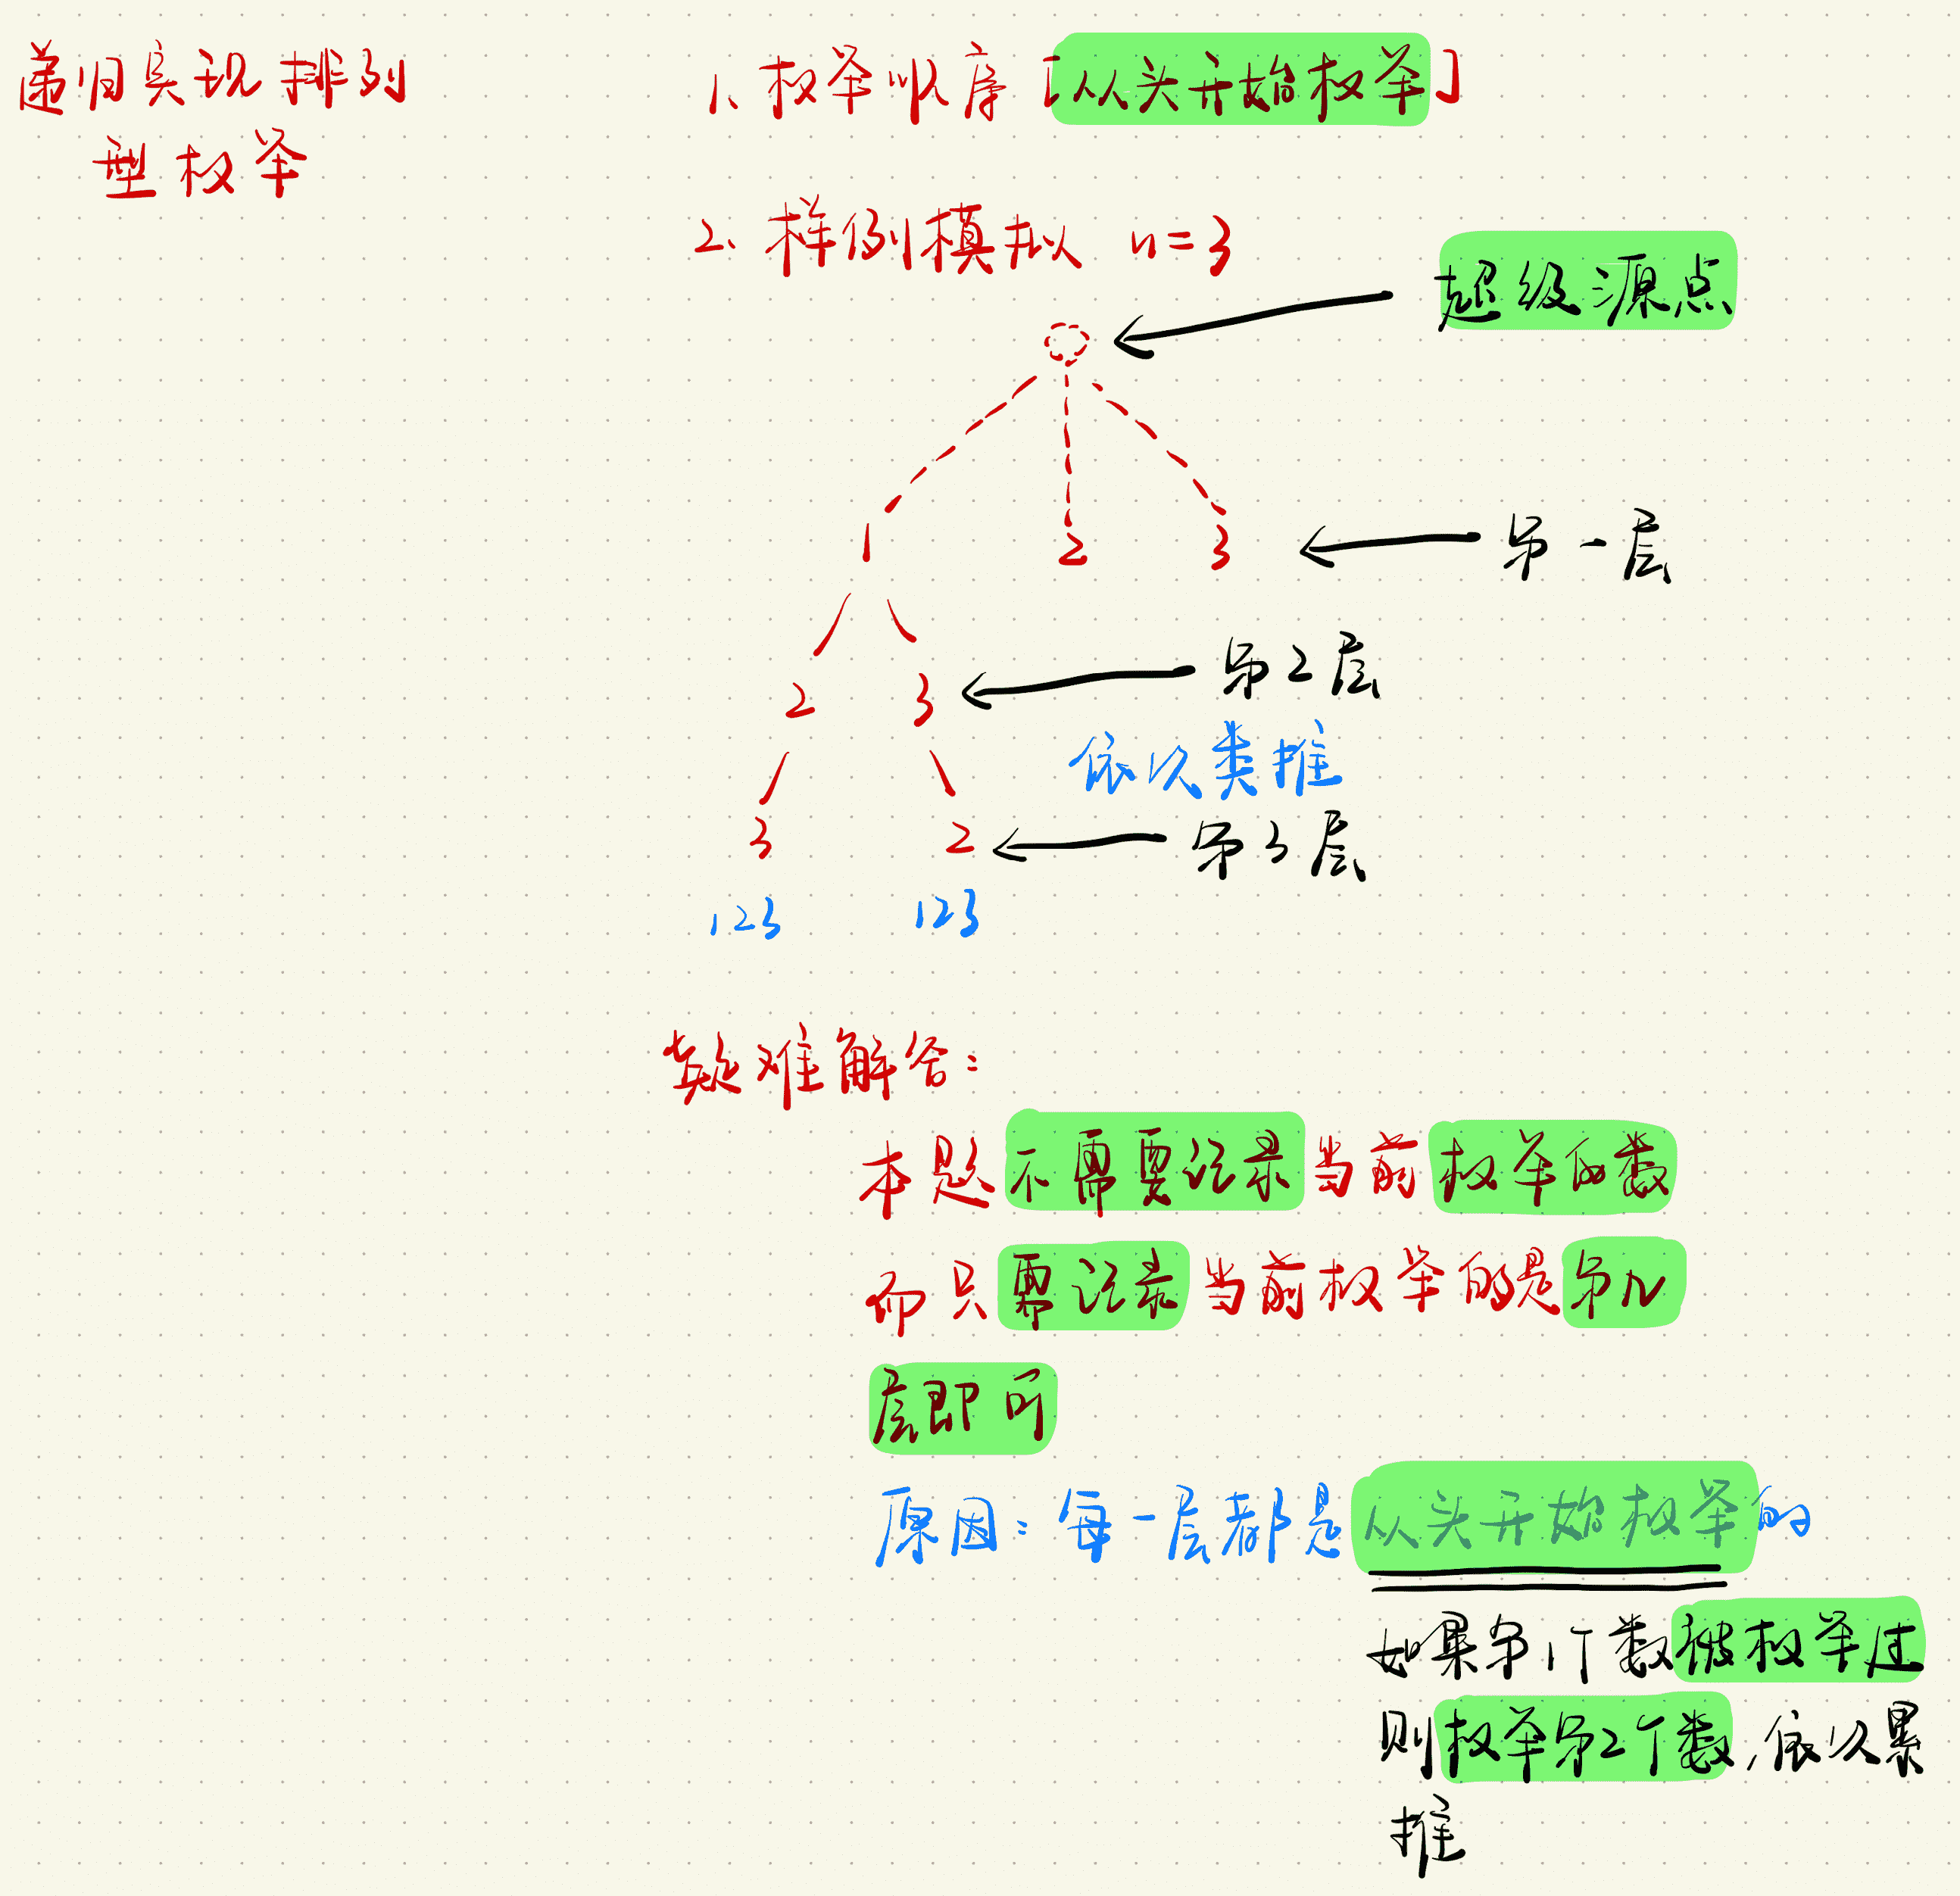 递归实现排列
型枚举
1、枚举顺序「从头开始枚举」
2、样例模拟 n=3
超级源点
1 2 3
第一层
2 3
第2层
依次类推
3 2
第3层
123 123
疑难解答：
本题不需要记录当前枚举的数
而只需记录当前枚举的是第几
层即可
原因：每一层都是从头开始枚举的
如果第1个数被枚举过
则枚举第2个数,依次累
推